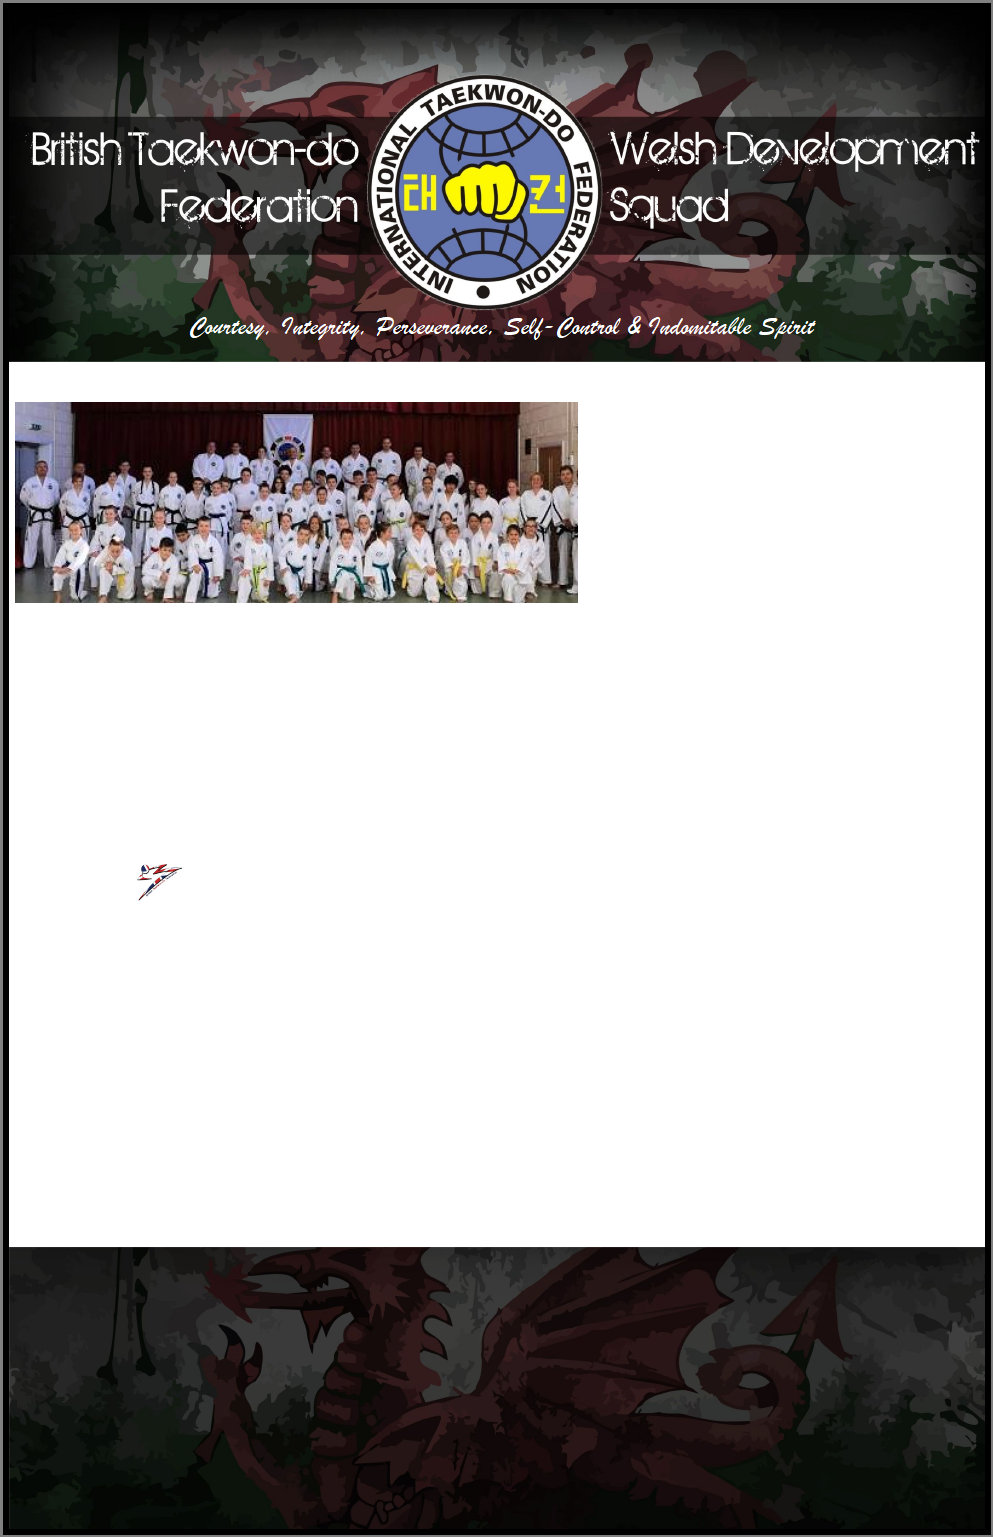 British Taekwon-do
Federation
INTERNATIONAL TAEKWON-DO FEDERATION
태 권
Welsh Development
Squad
Courtesy, Integrity, Perseverance, Self-Control & Indomitable Spirit